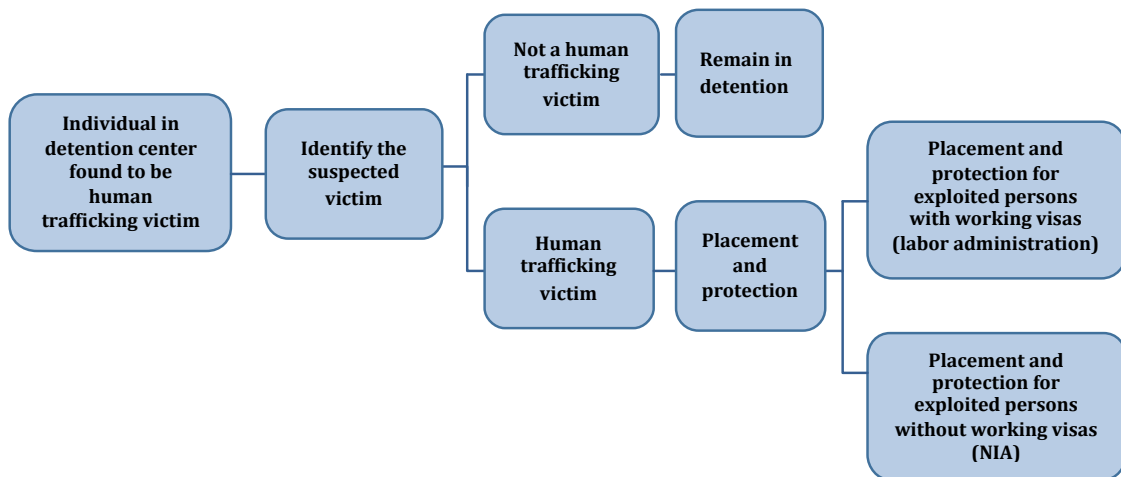 Individual in
detention center
found to be
human
trafficking victim
Identify the
suspected
victim
Not a human
trafficking
victim
Remain in
detention
Human
trafficking
victim
Placement
and
protection
Placement and
protection for
exploited persons
with working visas
(labor administration)
Placement and
protection for
exploited persons
without working visas
(NIA)